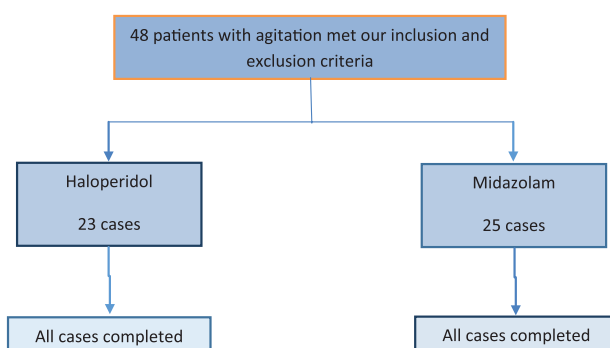 48 patients with agitation met our inclusion and
exclusion criteria
Haloperidol
23 cases
Midazolam
25 cases
All cases completed
All cases completed